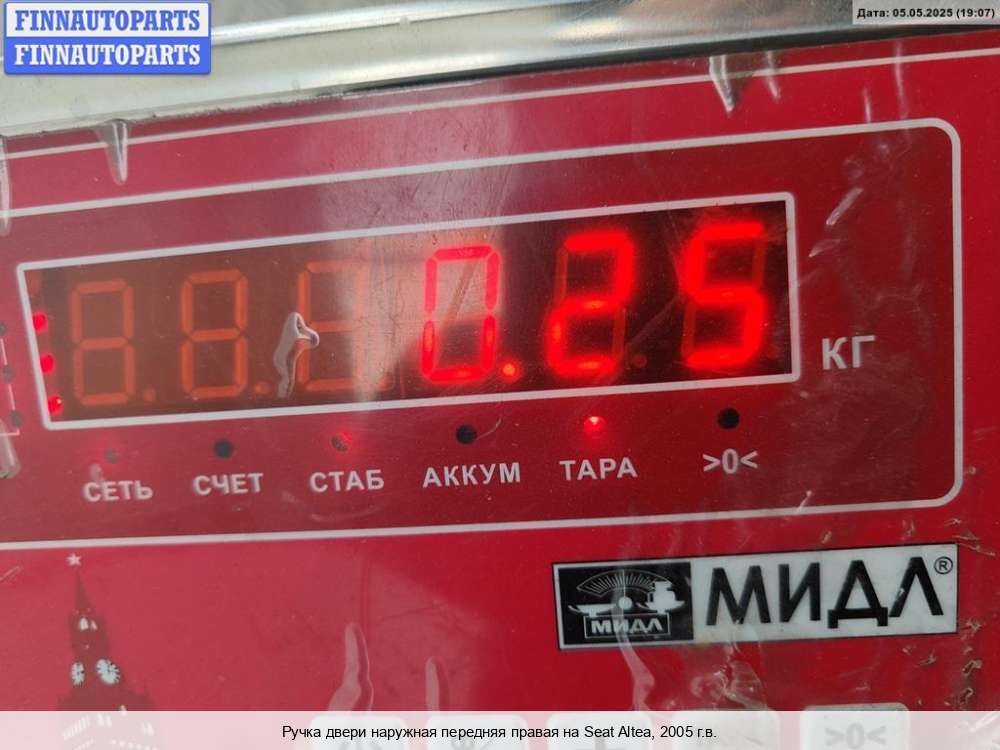 FINNAUTOPARTS
FINNAUTOPARTS
Дата: 05.05.2025 (19:07)
0.25
КГ
СЕТЬ СЧЕТ СТАБ АККУМ ТАРА >0<
МИДЛ
МИДЛ®
>0<
Ручка двери наружная передняя правая на Seat Altea, 2005 г.в.